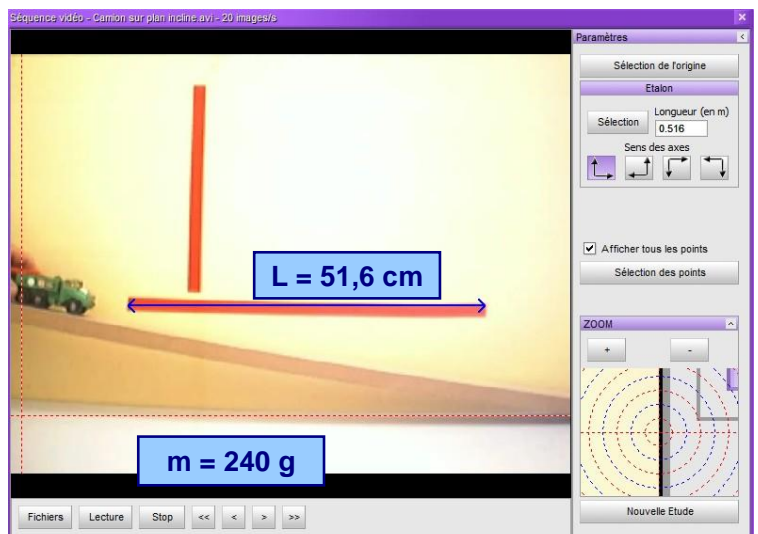 Séquence vidéo - Camion sur plan incline.avi - 20 images/s
Paramètres
Sélection de l'origine
Etalon
Longueur (en m)
Sélection
0.516
Sens des axes
Afficher tous les points
Sélection des points
ZOOM
+
-
Nouvelle Etude
L = 51,6 cm
m = 240 g
Fichiers
Lecture
Stop
<<
<
>
>>